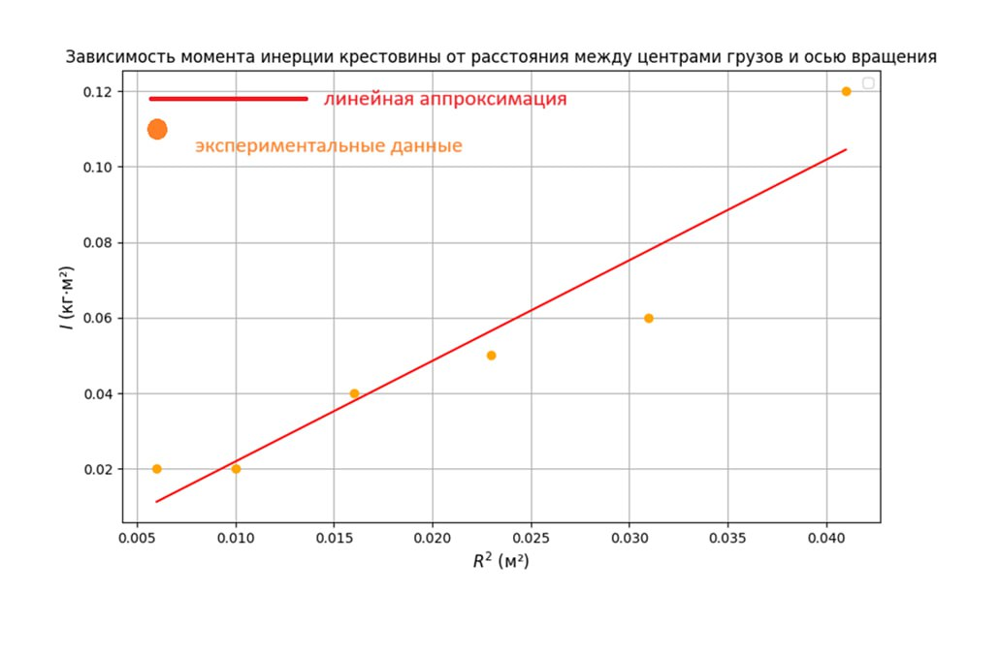 Зависимость момента инерции крестовины от расстояния между центрами грузов и осью вращения
линейная аппроксимация
экспериментальные данные
0.12
0.10
0.08
0.06
0.04
0.02
I (кг·м²)
0.005 0.010 0.015 0.020 0.025 0.030 0.035 0.040
R² (м²)